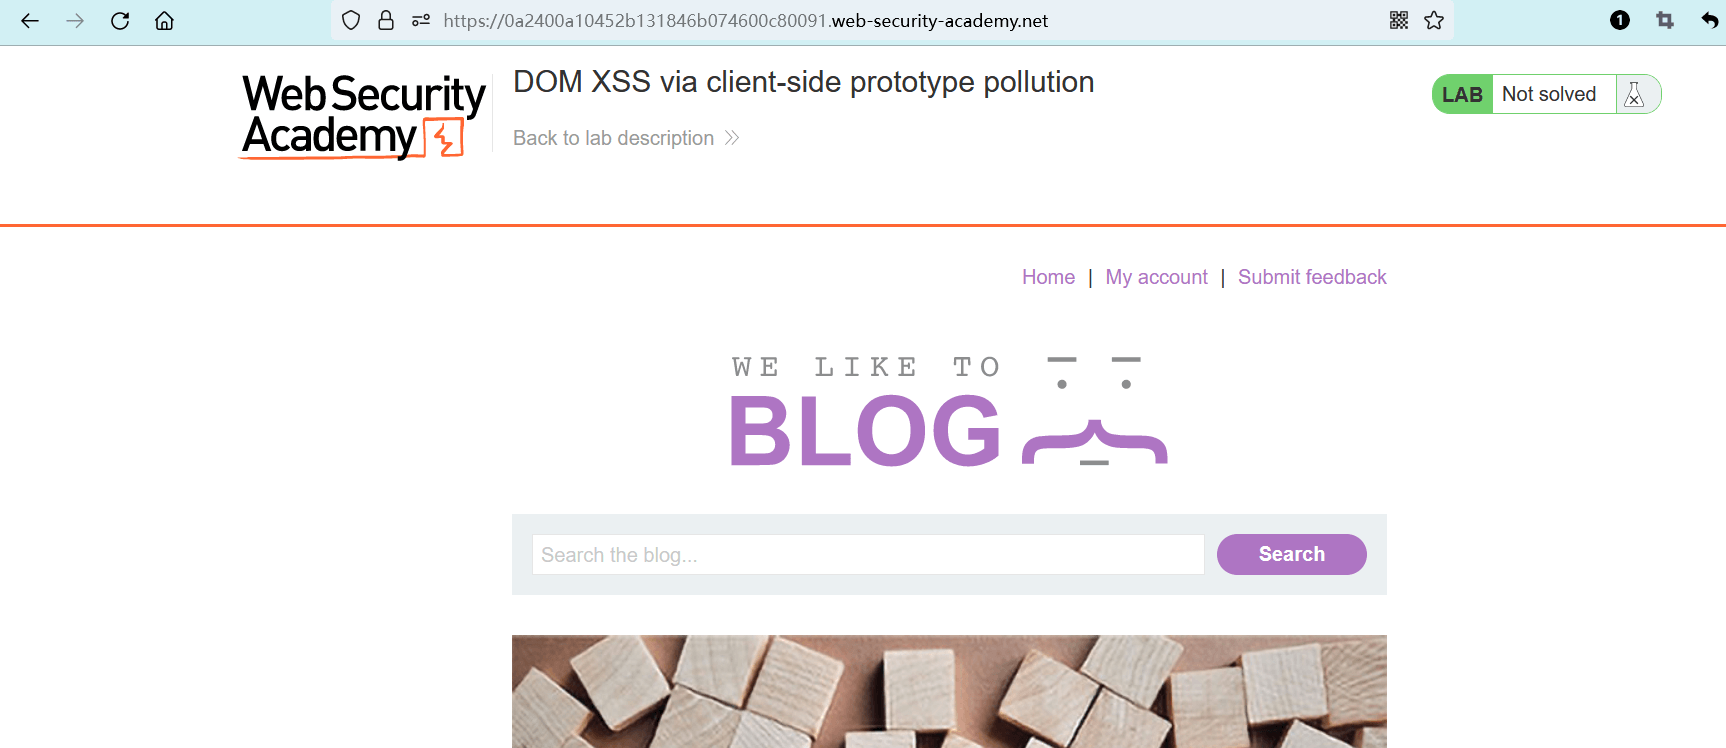 https://0a2400a10452b131846b074600c80091.web-security-academy.net
1
Web Security
Academy
DOM XSS via client-side prototype pollution
Back to lab description
LAB Not solved
Home | My account | Submit feedback
WE LIKE TO
BLOG
Search the blog...
Search